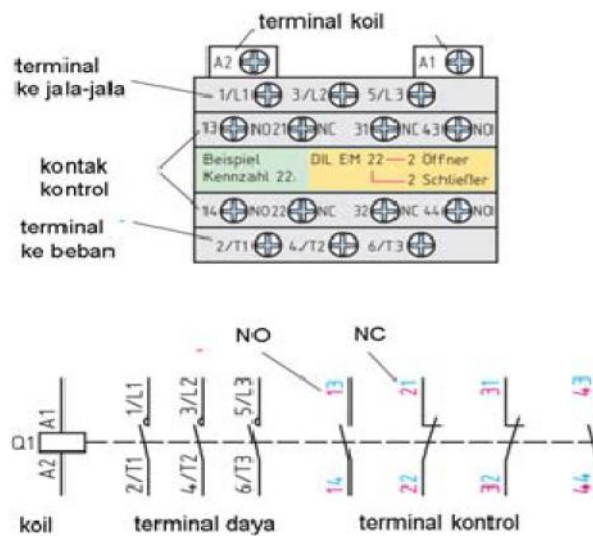 terminal koil
A2 A1
terminal
ke jala-jala
1/L1 3/L2 5/L3
13 NO 21 NC 31 NC 43 NO
kontak
kontrol
Beispiel DIL EM 22 2 Öffner
Kennzahl 22: 2 Schließer
14 NO 22 NC 32 NC 44 NO
terminal
ke beban
2/T1 4/T2 6/T3
NO NC
A1 1/L1 3/L2 5/L3 13 21 31 43
Q1
A2 2/T1 4/T2 6/T3 14 22 32 44
koil terminal daya terminal kontrol